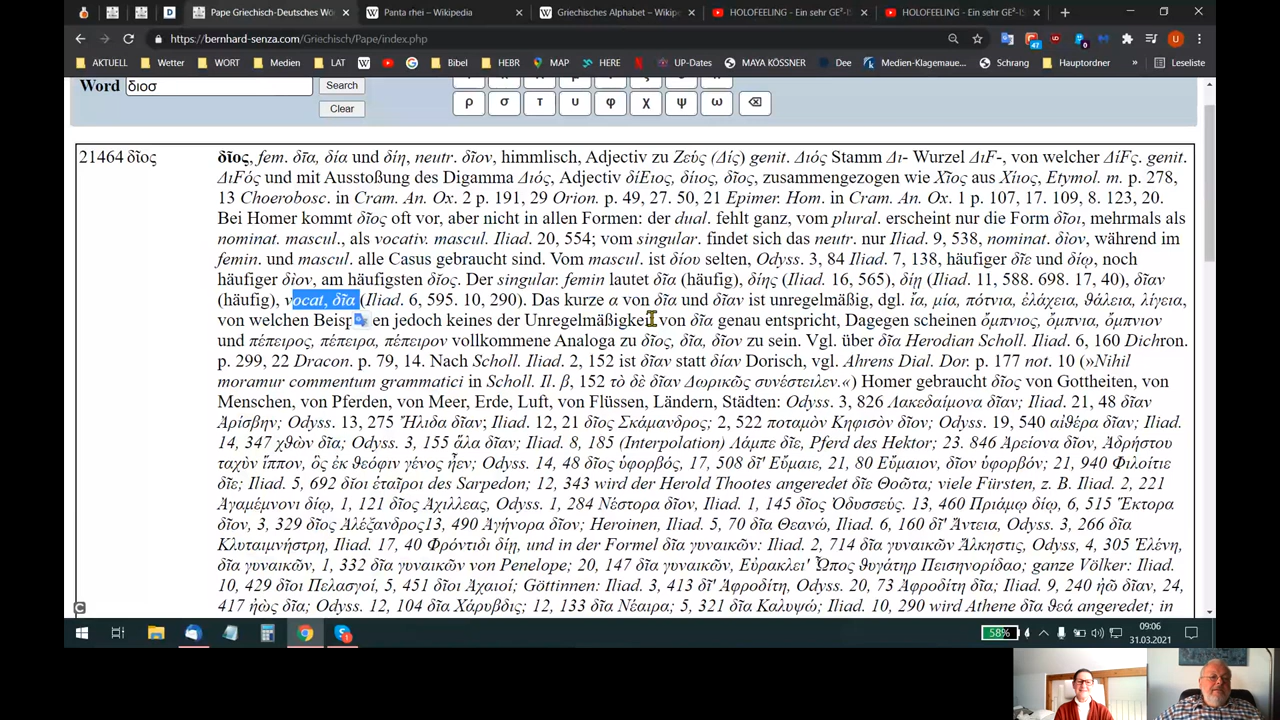 Pape Griechisch-Deutsches Wö
Panta rhei – Wikipedia
Griechisches Alphabet – Wikip
HOLOFEELING - Ein sehr GE²-I
HOLOFEELING - Ein sehr GE²-IS
https://bernhard-senza.com/Griechisch/Pape/index.php
AKTUELL Wetter WORT Medien LAT Bibel HEBR MAP HERE UP-Dates MAYA KÖSSNER Dee Medien-Klagemaue... Schrang Hauptordner » Leseliste
Word διοσ Search
Clear
ρ σ τ υ φ χ ψ ω
21464 δῖος
δῖος, fem. δῖα, δία und δίη, neutr. δῖον, himmlisch, Adjectiv zu Ζεύς (Δίς) genit. Διός Stamm Δι- Wurzel ΔιF-, von welcher ΔίFς. genit.
ΔιFός und mit Ausstoßung des Digamma Διός, Adjectiv δίEιος, δίιος, δῖος, zusammengezogen wie Χῖος aus Χίιος, Etymol. m. p. 278,
13 Choerobosc. in Cram. An. Ox. 2 p. 191, 29 Orion. p. 49, 27. 50, 21 Epimer. Hom. in Cram. An. Ox. 1 p. 107, 17. 109, 8. 123, 20.
Bei Homer kommt δῖος oft vor, aber nicht in allen Formen: der dual. fehlt ganz, vom plural. erscheint nur die Form δῖοι, mehrmals als
nominat. mascul., als vocativ. mascul. Iliad. 20, 554; vom singular. findet sich das neutr. nur Iliad. 9, 538, nominat. δῖον, während im
femin. und mascul. alle Casus gebraucht sind. Vom mascul. ist δίου selten, Odyss. 3, 84 Iliad. 7, 138, häufiger δῖε und δίῳ, noch
häufiger δῖον, am häufigsten δῖος. Der singular. femin lautet δῖα (häufig), δίης (Iliad. 16, 565), δίῃ (Iliad. 11, 588. 698. 17, 40), δῖαν
(häufig), vocat, δῖα (Iliad. 6, 595. 10, 290). Das kurze α von δῖα und δῖαν ist unregelmäßig, dgl. ἴα, μία, πότνια, ἐλάχεια, θάλεια, λίγεια,
von welchen Beisp en jedoch keines der Unregelmäßigkei von δῖα genau entspricht, Dagegen scheinen ὄμπνιος, ὄμπνια, ὄμπνιον
und πέπειρος, πέπειρα, πέπειρον vollkommene Analoga zu δῖος, δῖα, δῖον zu sein. Vgl. über δῖα Herodian Scholl. Iliad. 6, 160 Dichron.
p. 299, 22 Dracon. p. 79, 14. Nach Scholl. Iliad. 2, 152 ist δῖαν statt δίαν Dorisch, vgl. Ahrens Dial. Dor. p. 177 not. 10 (»Nihil
moramur commentum grammatici in Scholl. Il. β, 152 τὸ δὲ δῖαν Δωρικῶς συνέστειλεν.«) Homer gebraucht δῖος von Gottheiten, von
Menschen, von Pferden, von Meer, Erde, Luft, von Flüssen, Ländern, Städten: Odyss. 3, 826 Λακεδαίμονα δῖαν; Iliad. 21, 48 δῖαν
Ἀρίσβην; Odyss. 13, 275 Ἤλιδα δῖαν; Iliad. 12, 21 δῖος Σκάμανδρος; 2, 522 ποταμὸν Κηφισὸν δῖον; Odyss. 19, 540 αἰθέρα δῖαν; Iliad.
14, 347 χθὼν δῖα; Odyss. 3, 155 ἅλα δῖαν; Iliad. 8, 185 (Interpolation) Λάμπε δῖε, Pferd des Hektor; 23. 846 Ἀρείονα δῖον, Ἀδρήστου
ταχὺν ἵππον, ὃς ἐκ θεόφιν γένος ἦεν; Odyss. 14, 48 δῖος ὑφορβός, 17, 508 δῖ' Εὔμαιε, 21, 80 Εὔμαιον, δῖον ὑφορβόν; 21, 940 Φιλοίτιε
δῖε; Iliad. 5, 692 δῖοι ἑταῖροι des Sarpedon; 12, 343 wird der Herold Thootes angeredet δῖε Θοῶτα; viele Fürsten, z. B. Iliad. 2, 221
Ἀγαμέμνονι δίῳ, 1, 121 δῖος Ἀχιλλεας, Odyss. 1, 284 Νέστορα δῖον, Iliad. 1, 145 δῖος Ὀδυσσεύς. 13, 460 Πριάμῳ δίῳ, 6, 515 Ἕκτορα
δῖον, 3, 329 δῖος Ἀλέξανδρος13, 490 Ἀγήνορα δῖον; Heroinen, Iliad. 5, 70 δῖα Θεανώ, Iliad. 6, 160 δῖ' Ἄντεια, Odyss. 3, 266 δῖα
Κλυταιμνήστρη, Iliad. 17, 40 Φρόντιδι δίῃ, und in der Formel δῖα γυναικῶν: Iliad. 2, 714 δῖα γυναικῶν Ἄλκηστις, Odyss, 4, 305 Ἑλένη,
δῖα γυναικῶν, 1, 332 δῖα γυναικῶν von Penelope; 20, 147 δῖα γυναικῶν, Εὐρακλει' Ὦπος θυγάτηρ Πεισηνορίδαο; ganze Völker: Iliad.
10, 429 δῖοι Πελασγοί, 5, 451 δῖοι Ἀχαιοί; Göttinnen: Iliad. 3, 413 δῖ' Ἀφροδίτη, Odyss. 20, 73 Ἀφροδίτη δῖα; Iliad. 9, 240 ἠῶ δῖαν, 24,
417 ἠὼς δῖα; Odyss. 12, 104 δῖα Χάρυβδις; 12, 133 δῖα Νέαιρα; 5, 321 δῖα Καλυψώ; Iliad. 10, 290 wird Athene δῖα θεά angeredet; in
58%
09:06
31.03.2021